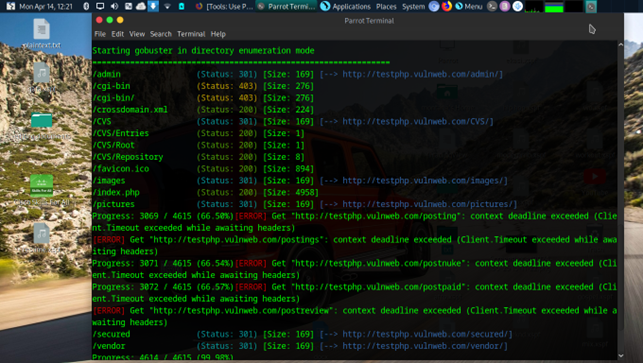 Mon Apr 14, 12:21
[Tools: Use P...
Parrot Termi...
Applications
Places
System
Menu
Parrot Terminal
File Edit View Search Terminal Help
plaintext.txt
Starting gobuster in directory enumeration mode
===============================================================
/admin (Status: 301) [Size: 169] [--> http://testphp.vulnweb.com/admin/]
/cgi-bin (Status: 403) [Size: 276]
/cgi-bin/ (Status: 403) [Size: 276]
/crossdomain.xml (Status: 200) [Size: 224]
/CVS (Status: 301) [Size: 169] [--> http://testphp.vulnweb.com/CVS/]
/CVS/Entries (Status: 200) [Size: 1]
/CVS/Root (Status: 200) [Size: 1]
/CVS/Repository (Status: 200) [Size: 8]
/favicon.ico (Status: 200) [Size: 894]
/images (Status: 301) [Size: 169] [--> http://testphp.vulnweb.com/images/]
/index.php (Status: 200) [Size: 4958]
/pictures (Status: 301) [Size: 169] [--> http://testphp.vulnweb.com/pictures/]
Progress: 3069 / 4615 (66.50%)[ERROR] Get "http://testphp.vulnweb.com/posting": context deadline exceeded (Clie
nt.Timeout exceeded while awaiting headers)
[ERROR] Get "http://testphp.vulnweb.com/postings": context deadline exceeded (Client.Timeout exceeded while awa
iting headers)
Progress: 3071 / 4615 (66.54%)[ERROR] Get "http://testphp.vulnweb.com/postnuke": context deadline exceeded (Cli
ent.Timeout exceeded while awaiting headers)
Progress: 3072 / 4615 (66.57%)[ERROR] Get "http://testphp.vulnweb.com/postpaid": context deadline exceeded (Cli
ent.Timeout exceeded while awaiting headers)
[ERROR] Get "http://testphp.vulnweb.com/postreview": context deadline exceeded (Client.Timeout exceeded while a
waiting headers)
/secured (Status: 301) [Size: 169] [--> http://testphp.vulnweb.com/secured/]
/vendor (Status: 301) [Size: 169] [--> http://testphp.vulnweb.com/vendor/]
Progress: 4614 / 4615 (99.98%)